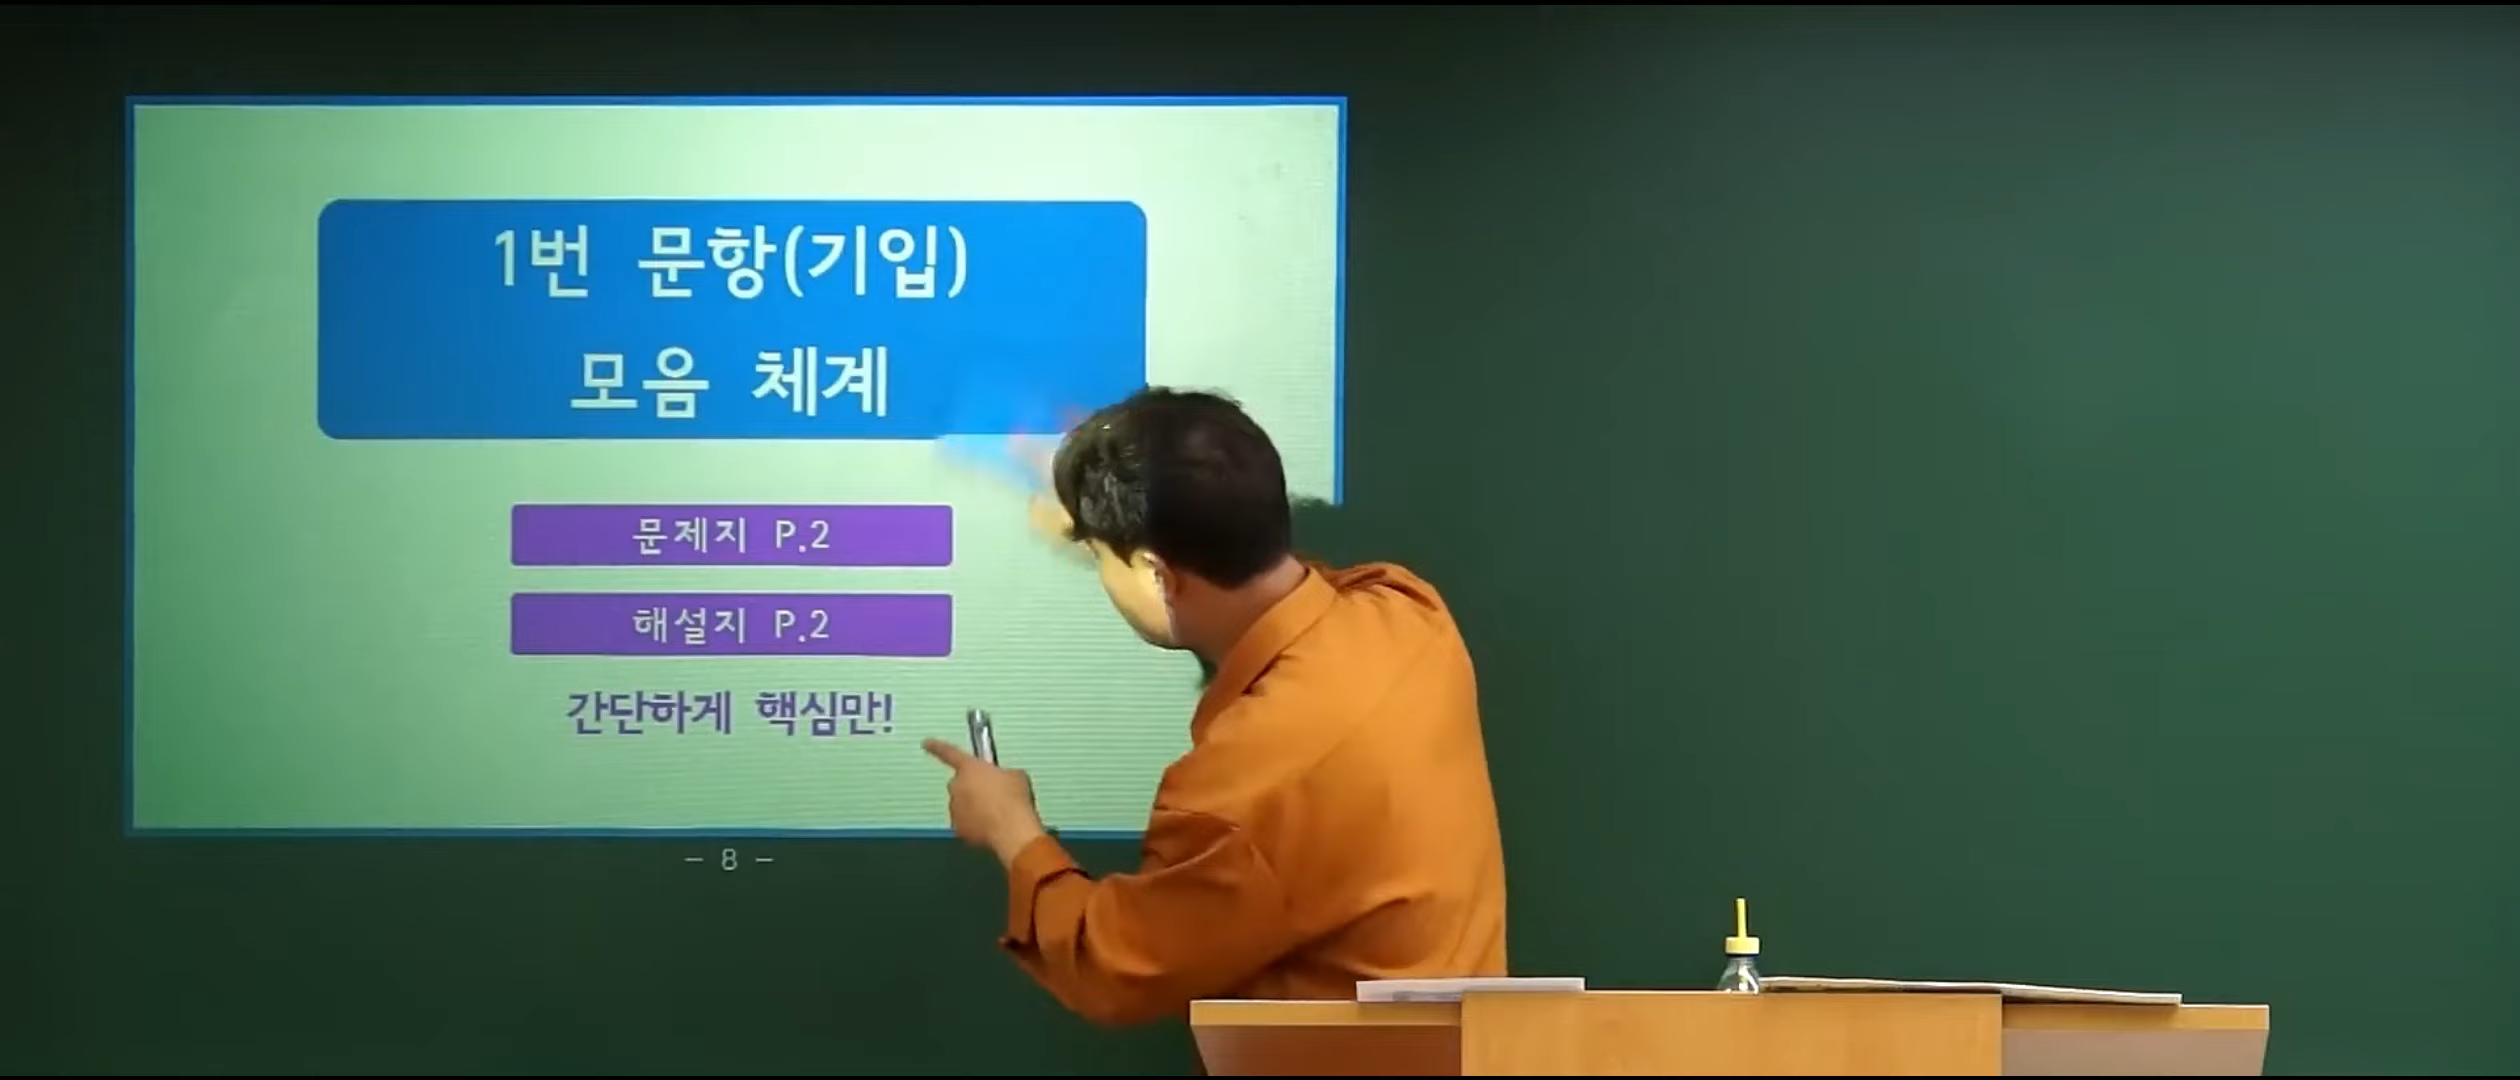 1번 문항(기입)
모음 체계
문제지 P.2
해설지 P.2
간단하게 핵심만!
- 8 -